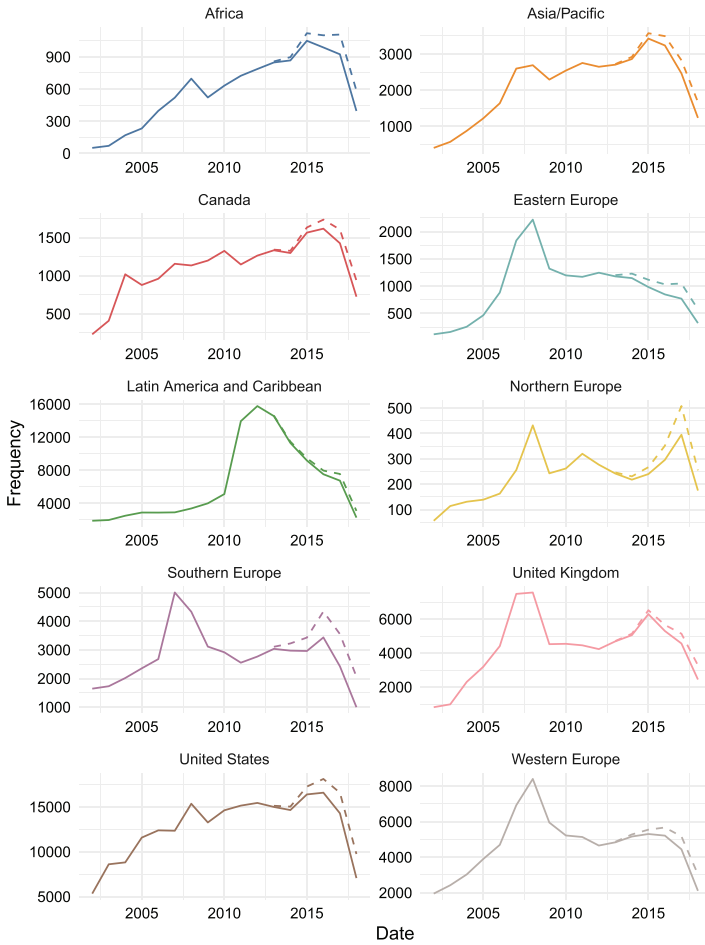 Africa
Asia/Pacific
900
600
300
0
3000
2000
1000
2005 2010 2015
2005 2010 2015
Canada
Eastern Europe
1500
1000
500
2000
1500
1000
500
2005 2010 2015
2005 2010 2015
Latin America and Caribbean
Northern Europe
16000
12000
8000
4000
500
400
300
200
100
2005 2010 2015
2005 2010 2015
Frequency
Southern Europe
United Kingdom
5000
4000
3000
2000
1000
6000
4000
2000
2005 2010 2015
2005 2010 2015
United States
Western Europe
15000
10000
5000
8000
6000
4000
2000
2005 2010 2015
2005 2010 2015
Date